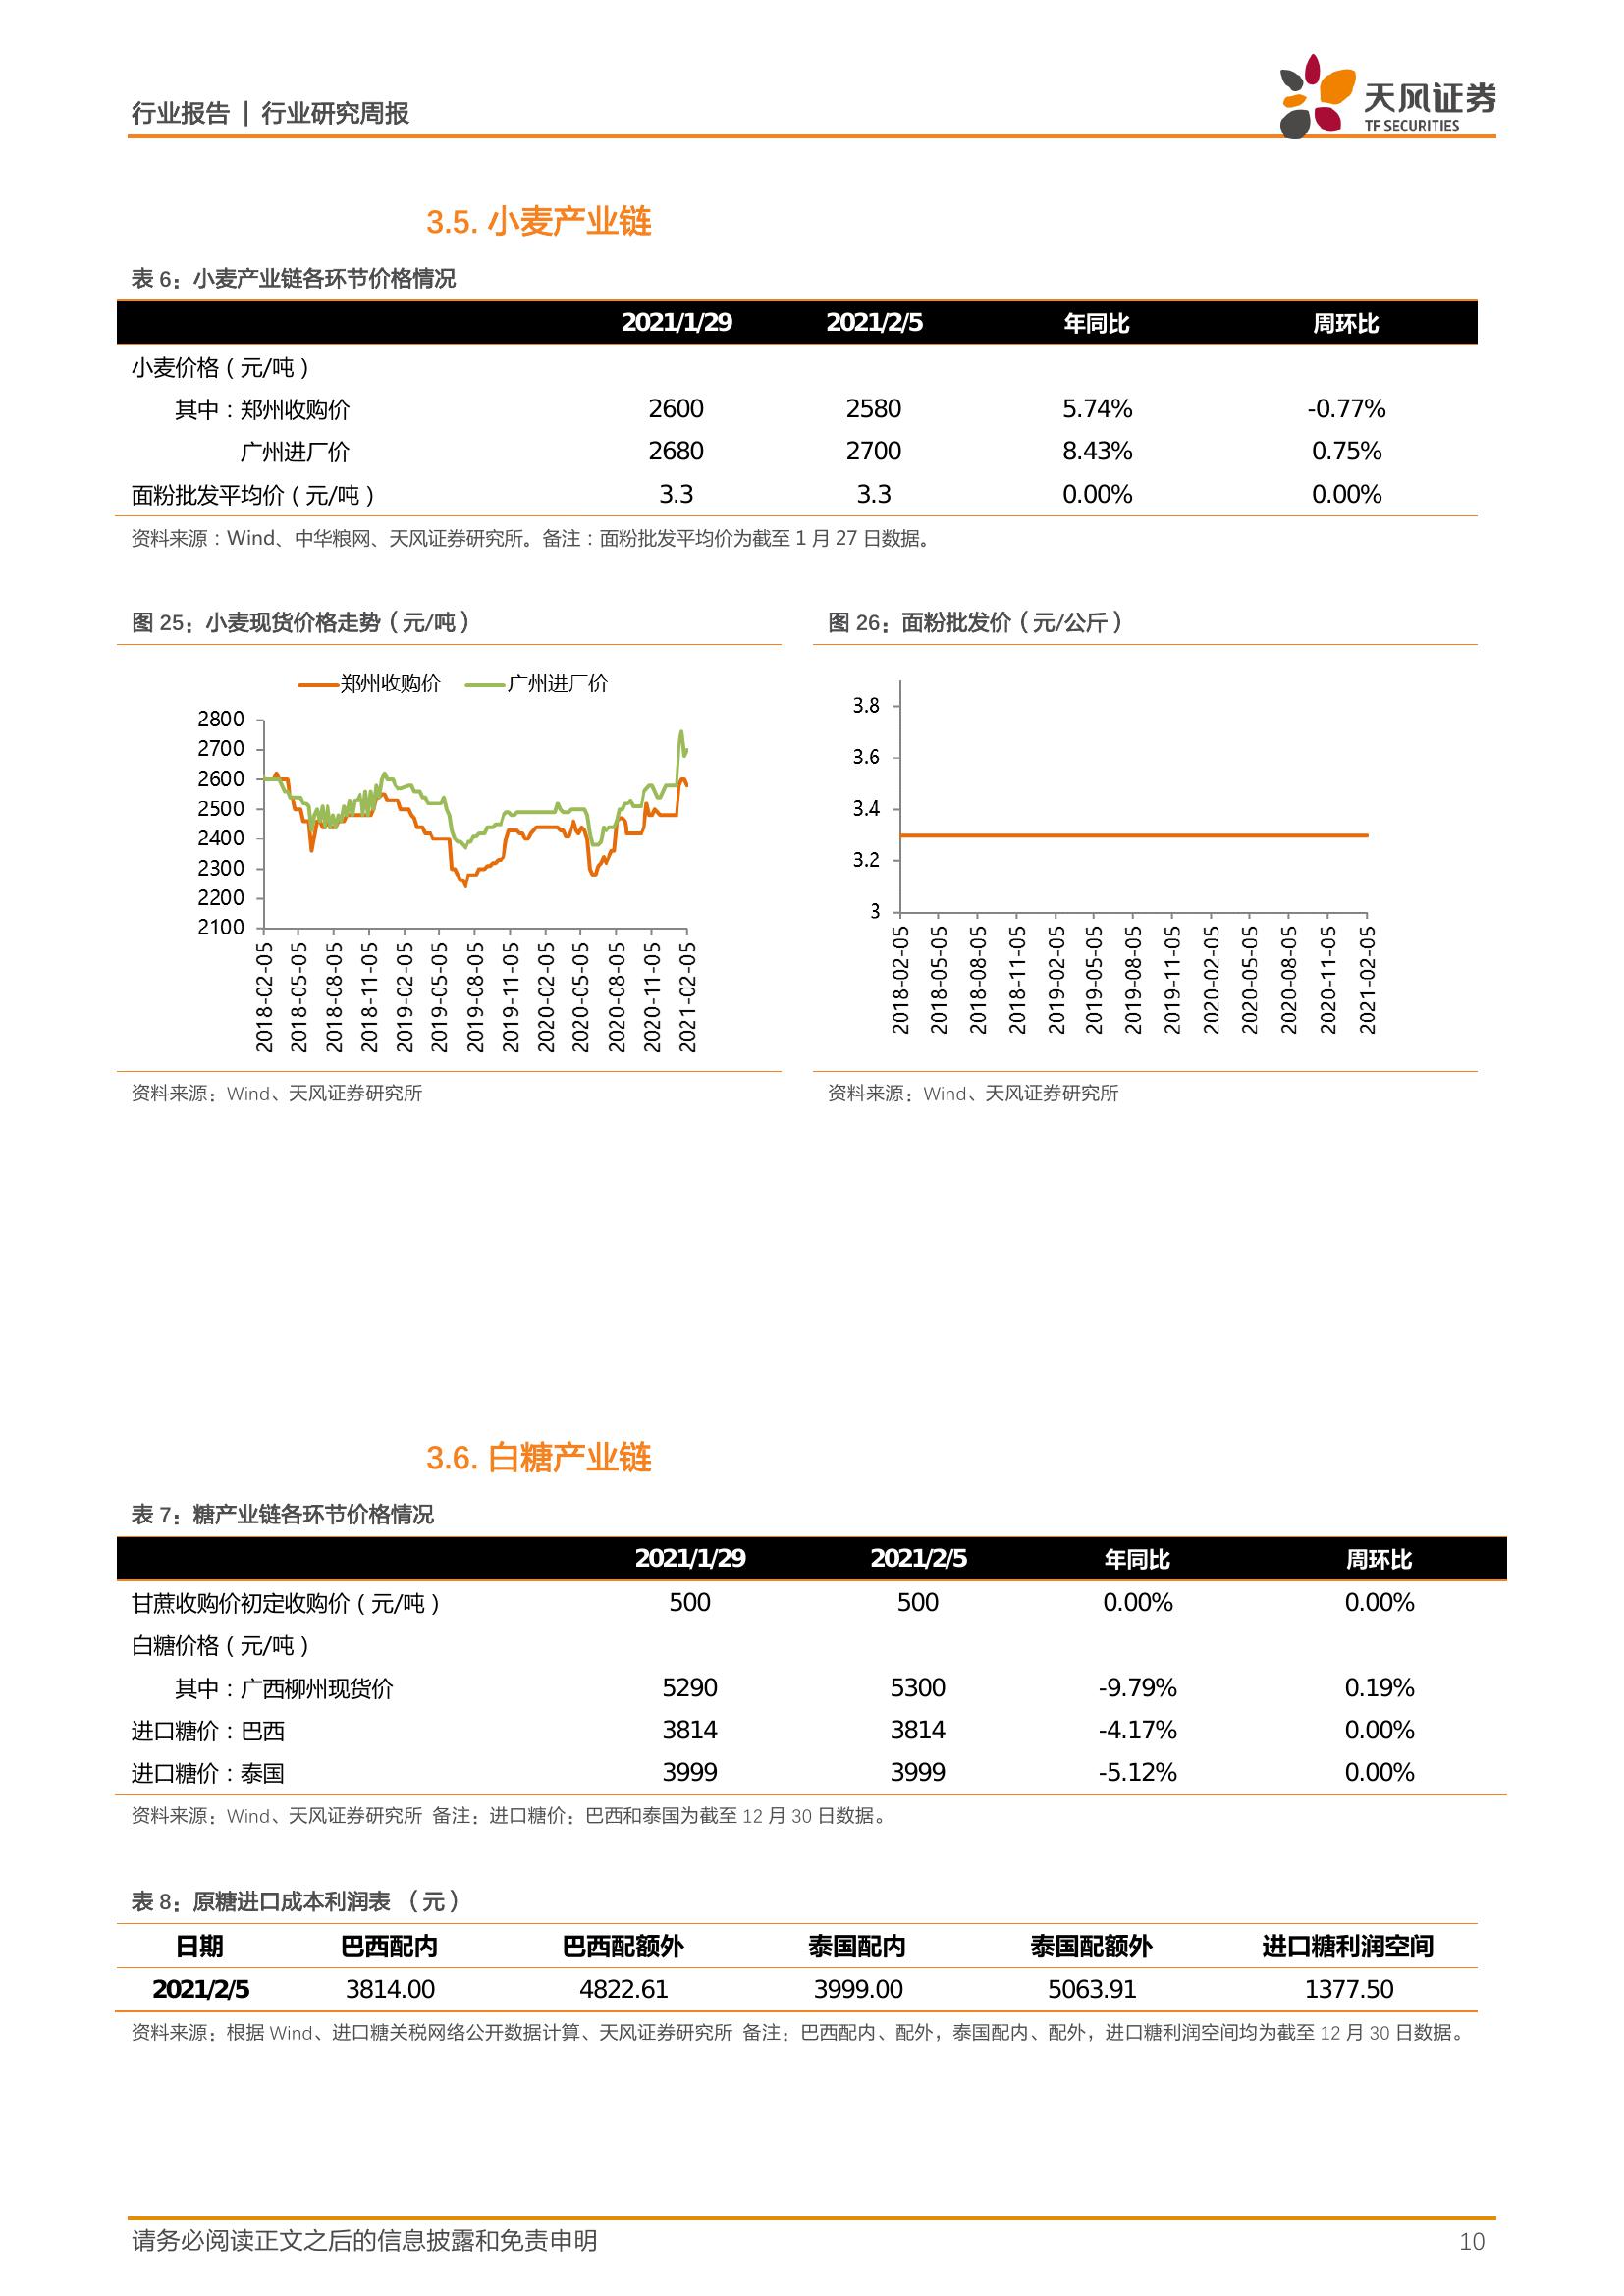 行业报告 | 行业研究周报
天风证券
TF SECURITIES
3.5. 小麦产业链
表 6：小麦产业链各环节价格情况
2021/1/29 2021/2/5 年同比 周环比
小麦价格（元/吨）
其中：郑州收购价 2600 2580 5.74% -0.77%
广州进厂价 2680 2700 8.43% 0.75%
面粉批发平均价（元/吨） 3.3 3.3 0.00% 0.00%
资料来源：Wind、中华粮网、天风证券研究所。备注：面粉批发平均价为截至 1 月 27 日数据。
图 25：小麦现货价格走势（元/吨）
郑州收购价 广州进厂价
2800
2700
2600
2500
2400
2300
2200
2100
2018-02-05 2018-05-05 2018-08-05 2018-11-05 2019-02-05 2019-05-05 2019-08-05 2019-11-05 2020-02-05 2020-05-05 2020-08-05 2020-11-05 2021-02-05
资料来源：Wind、天风证券研究所
图 26：面粉批发价（元/公斤）
3.8
3.6
3.4
3.2
3
2018-02-05 2018-05-05 2018-08-05 2018-11-05 2019-02-05 2019-05-05 2019-08-05 2019-11-05 2020-02-05 2020-05-05 2020-08-05 2020-11-05 2021-02-05
资料来源：Wind、天风证券研究所
3.6. 白糖产业链
表 7：糖产业链各环节价格情况
2021/1/29 2021/2/5 年同比 周环比
甘蔗收购价初定收购价（元/吨） 500 500 0.00% 0.00%
白糖价格（元/吨）
其中：广西柳州现货价 5290 5300 -9.79% 0.19%
进口糖价：巴西 3814 3814 -4.17% 0.00%
进口糖价：泰国 3999 3999 -5.12% 0.00%
资料来源：Wind、天风证券研究所 备注：进口糖价：巴西和泰国为截至 12 月 30 日数据。
表 8：原糖进口成本利润表 （元）
日期 巴西配内 巴西配额外 泰国配内 泰国配额外 进口糖利润空间
2021/2/5 3814.00 4822.61 3999.00 5063.91 1377.50
资料来源：根据 Wind、进口糖关税网络公开数据计算、天风证券研究所 备注：巴西配内、配外，泰国配内、配外，进口糖利润空间均为截至 12 月 30 日数据。
请务必阅读正文之后的信息披露和免责申明 10